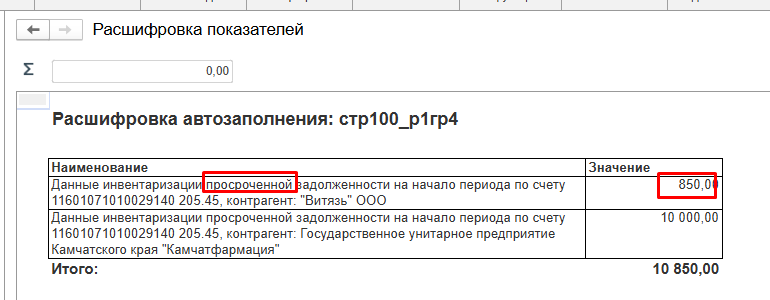 Расшифровка показателей
Σ 0,00
Расшифровка автозаполнения: стр100_р1гр4
Наименование Значение
Данные инвентаризации просроченной задолженности на начало периода по счету 850,00
11601071010029140 205.45, контрагент: "Витязь" ООО
Данные инвентаризации просроченной задолженности на начало периода по счету 10 000,00
11601071010029140 205.45, контрагент: Государственное унитарное предприятие
Камчатского края "Камчатфармация"
Итого: 10 850,00